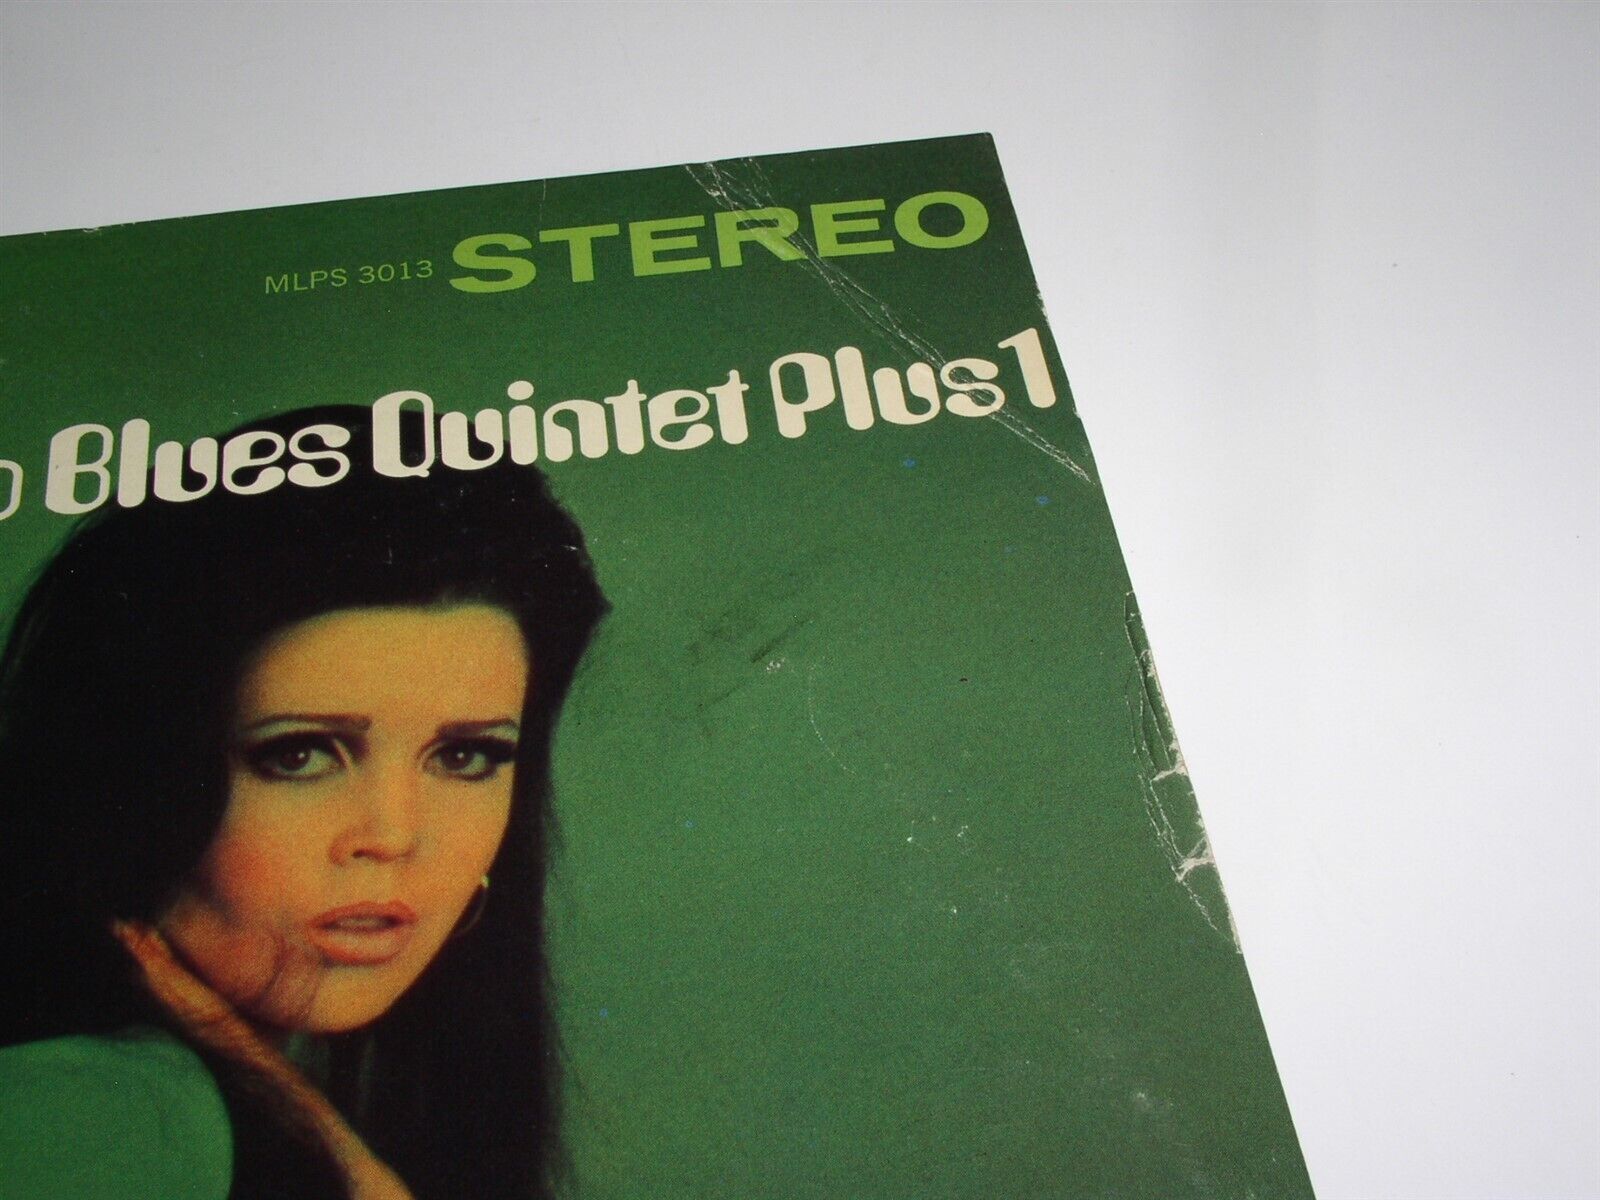 MLPS 3013 STEREO
Blues Quintet Plus 1